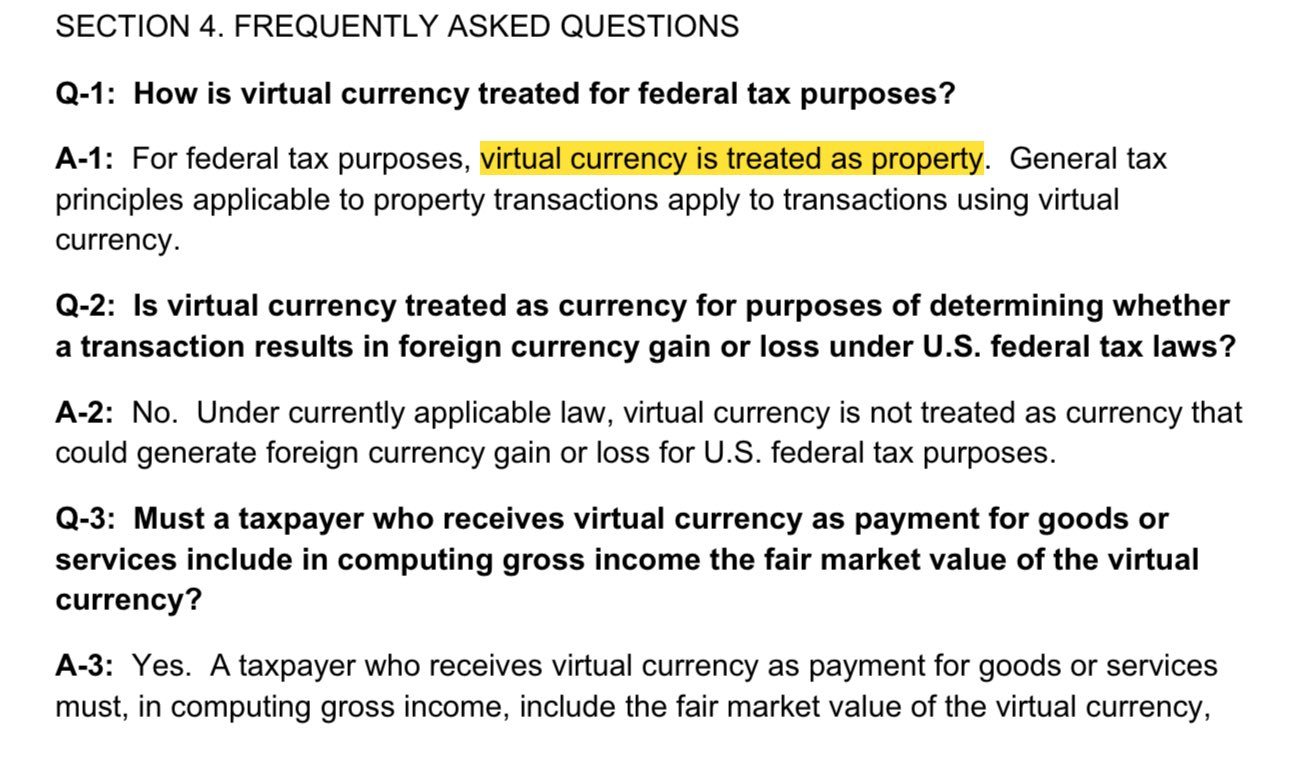 SECTION 4. FREQUENTLY ASKED QUESTIONS
Q-1:  How is virtual currency treated for federal tax purposes?
A-1:  For federal tax purposes, virtual currency is treated as property.  General tax
principles applicable to property transactions apply to transactions using virtual
currency.
Q-2:  Is virtual currency treated as currency for purposes of determining whether
a transaction results in foreign currency gain or loss under U.S. federal tax laws?
A-2:  No.  Under currently applicable law, virtual currency is not treated as currency that
could generate foreign currency gain or loss for U.S. federal tax purposes.
Q-3:  Must a taxpayer who receives virtual currency as payment for goods or
services include in computing gross income the fair market value of the virtual
currency?
A-3:  Yes.  A taxpayer who receives virtual currency as payment for goods or services
must, in computing gross income, include the fair market value of the virtual currency,